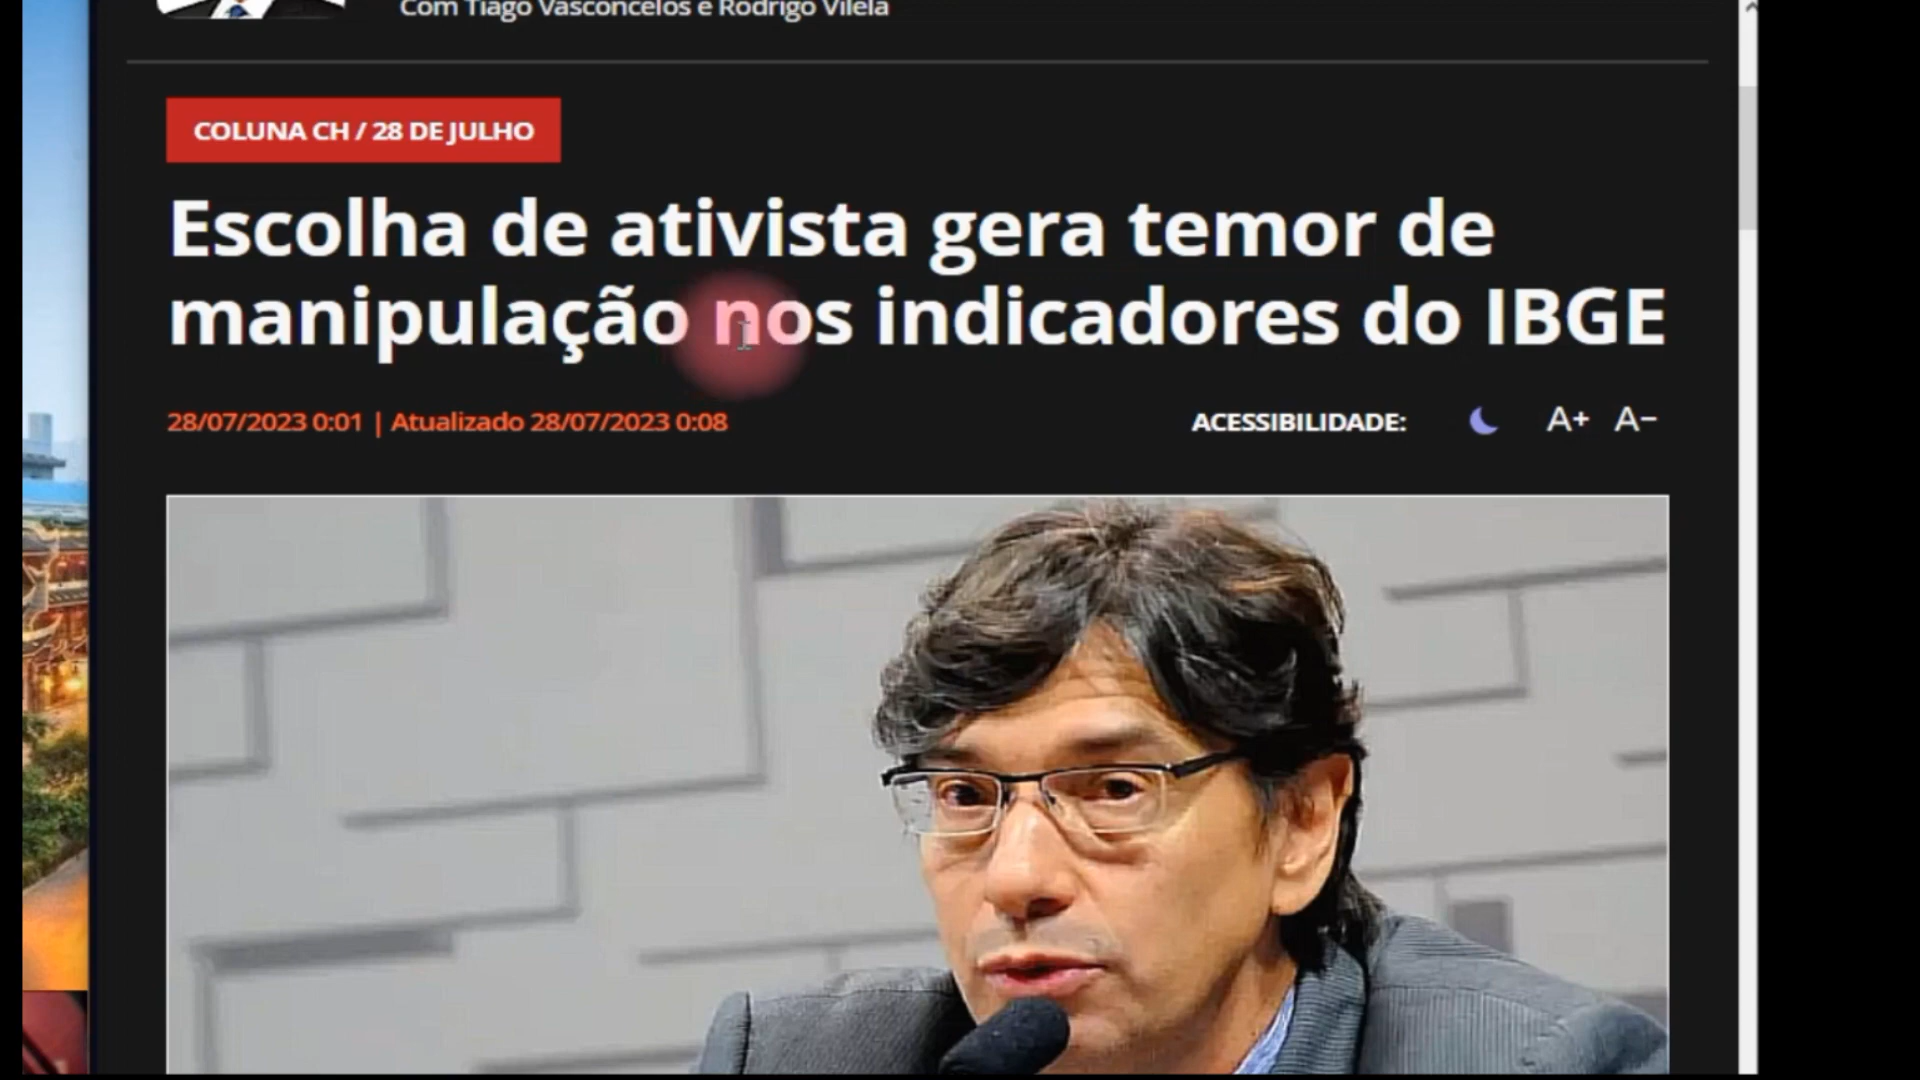 Com Tiago Vasconcelos e Rodrigo Vilela
COLUNA CH / 28 DE JULHO
Escolha de ativista gera temor de
manipulação nos indicadores do IBGE
28/07/2023 0:01 | Atualizado 28/07/2023 0:08
ACESSIBILIDADE:
A+ A−